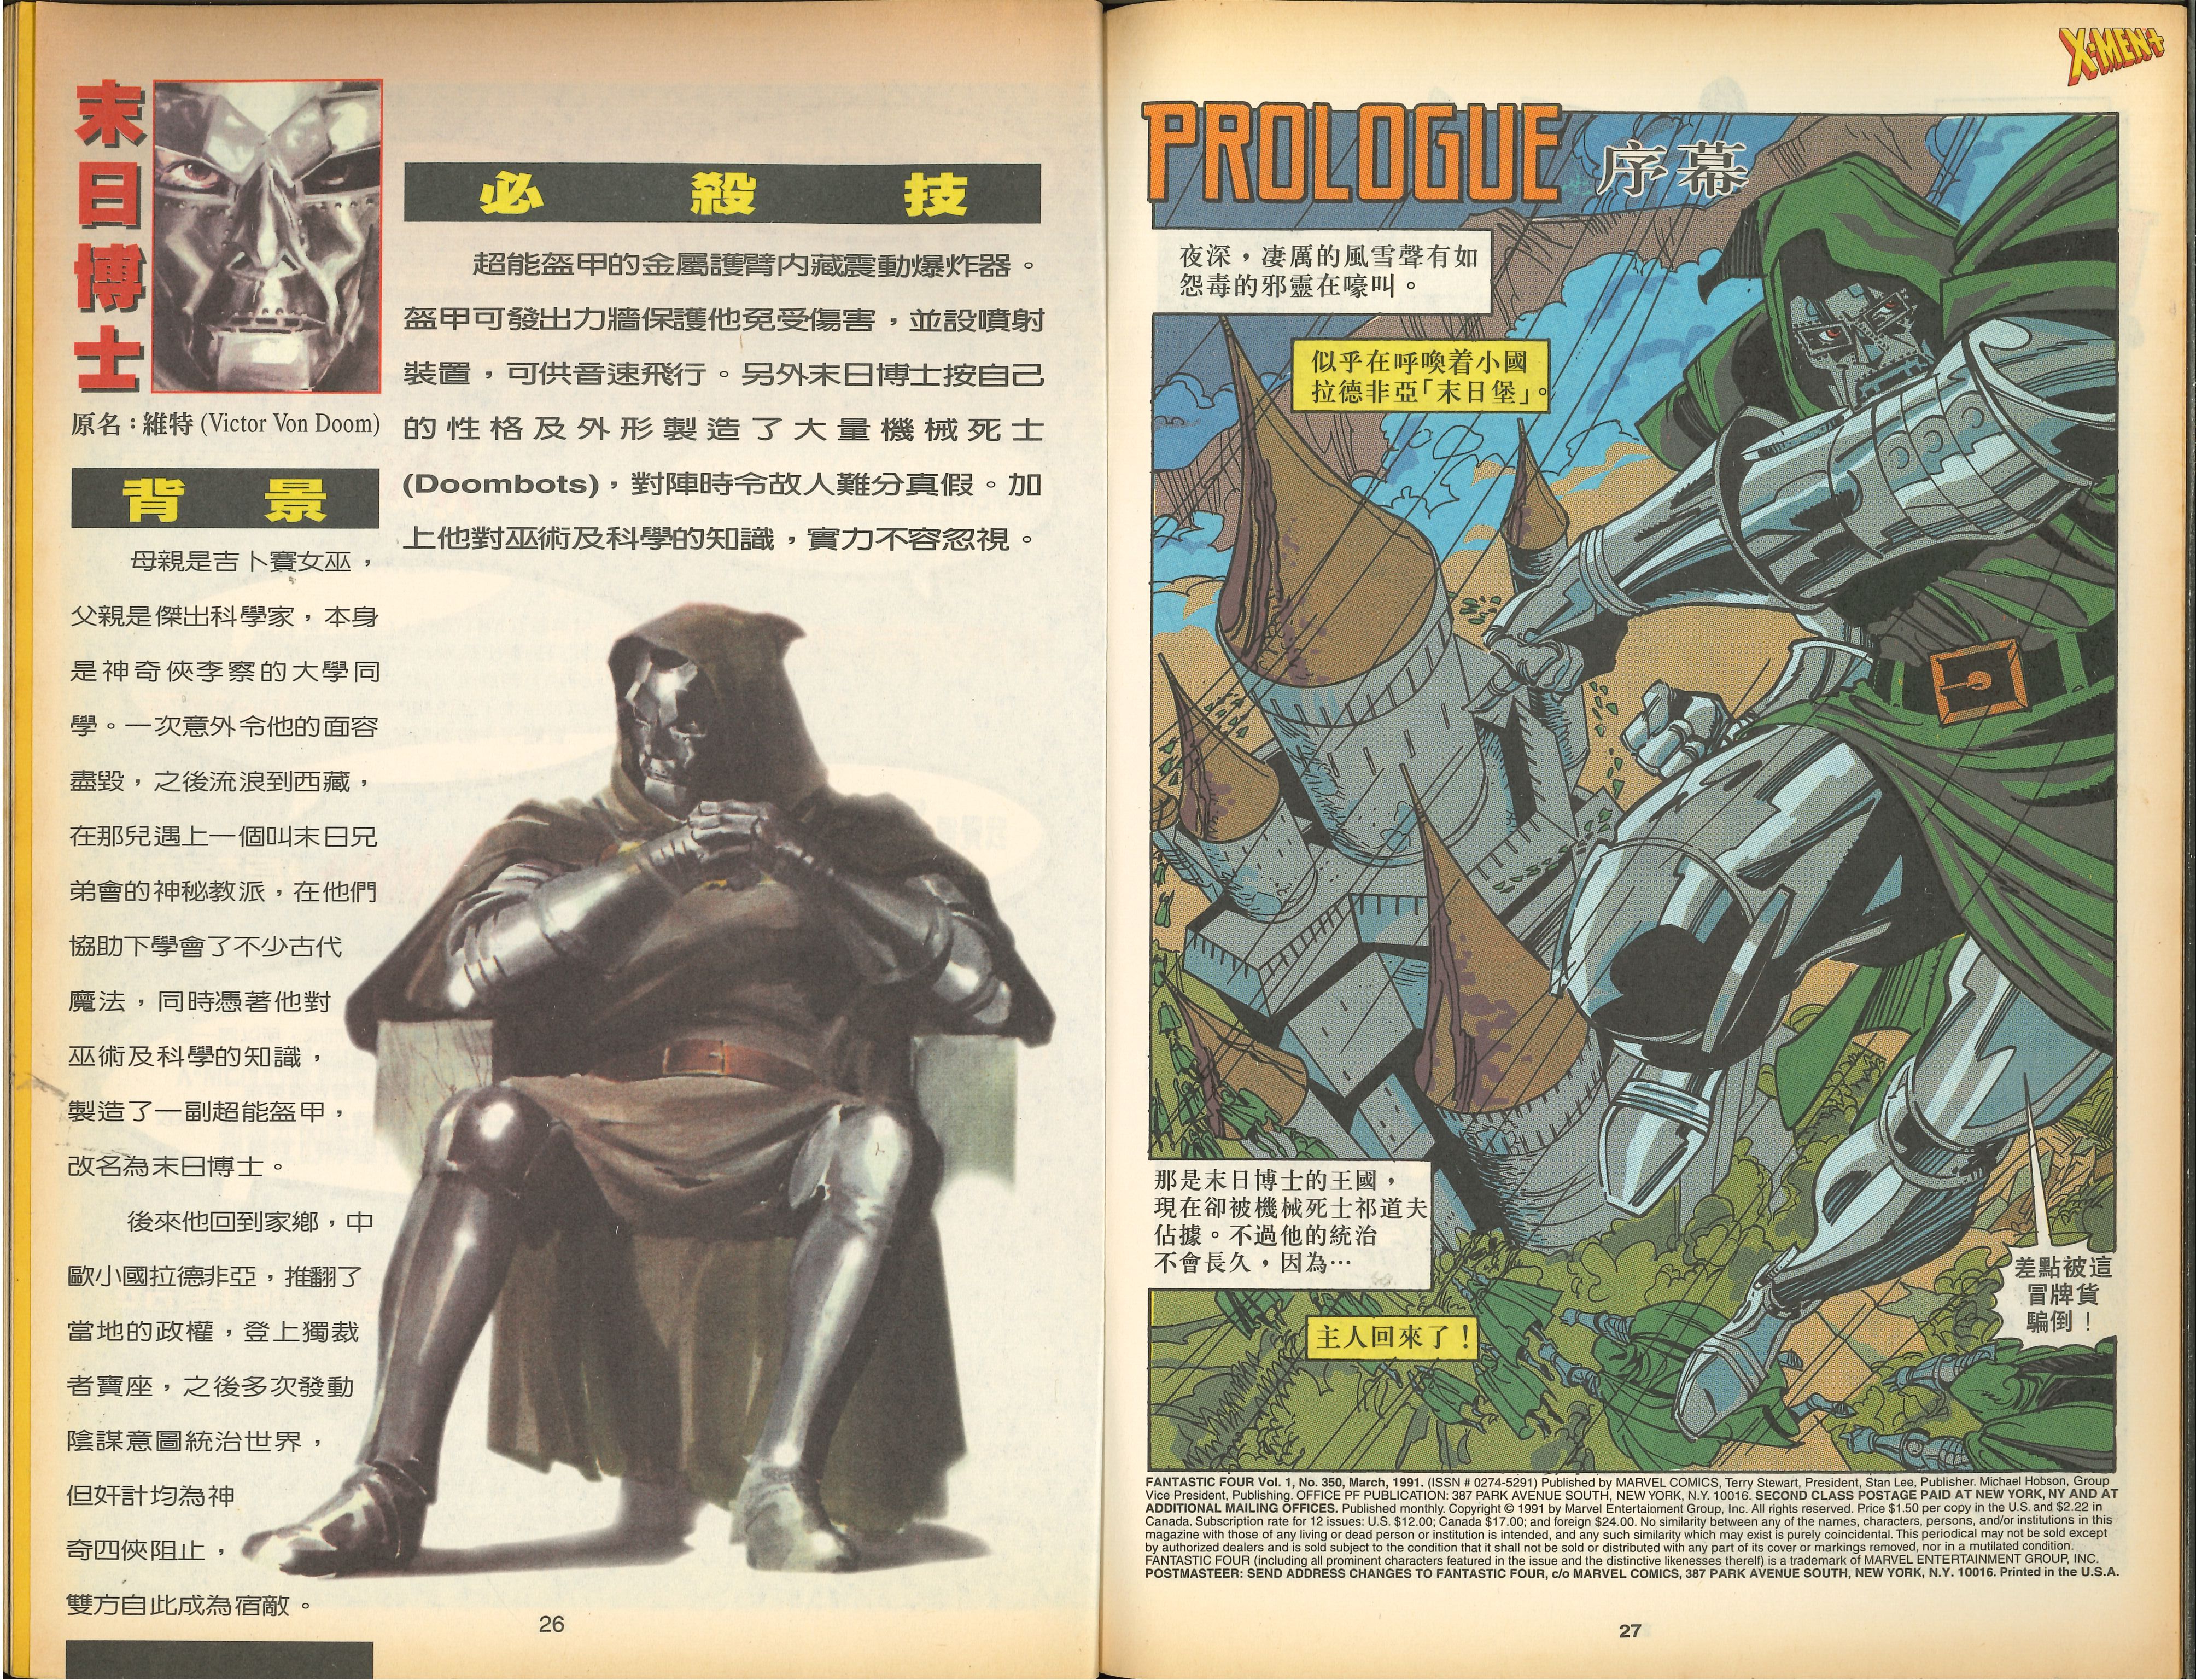 末日博士
原名：維特 (Victor Von Doom)
背景
母親是吉卜賽女巫，
父親是傑出科學家，本身
是神奇俠李察的大學同
學。一次意外令他的面容
盡毀，之後流浪到西藏，
在那兒遇上一個叫末日兄
弟會的神秘教派，在他們
協助下學會了不少古代
魔法，同時憑著他對
巫術及科學的知識，
製造了一副超能盔甲，
改名為末日博士。
後來他回到家鄉，中
歐小國拉德非亞，推翻了
當地的政權，登上獨裁
者寶座，之後多次發動
陰謀意圖統治世界，
但奸計均為神
奇四俠阻止，
雙方自此成為宿敵。
必殺技
超能盔甲的金屬護臂內藏震動爆炸器。
盔甲可發出力牆保護他免受傷害，並設噴射
裝置，可供音速飛行。另外末日博士按自己
的性格及外形製造了大量機械死士
(Doombots)，對陣時令故人難分真假。加
上他對巫術及科學的知識，實力不容忽視。
26
X-MEN+
PROLOGUE 序幕
夜深，凄厲的風雪聲有如
怨毒的邪靈在嚎叫。
似乎在呼喚着小國
拉德非亞「末日堡」。
那是末日博士的王國，
現在卻被機械死士祁道夫
佔據。不過他的統治
不會長久，因為…
主人回來了！
差點被這
冒牌貨
騙倒！
FANTASTIC FOUR Vol. 1, No. 350, March, 1991. (ISSN # 0274-5291) Published by MARVEL COMICS, Terry Stewart, President, Stan Lee, Publisher. Michael Hobson, Group
Vice President, Publishing. OFFICE PF PUBLICATION: 387 PARK AVENUE SOUTH, NEW YORK, N.Y. 10016. SECOND CLASS POSTAGE PAID AT NEW YORK, NY AND AT
ADDITIONAL MAILING OFFICES. Published monthly. Copyright © 1991 by Marvel Entertainment Group, Inc. All rights reserved. Price $1.50 per copy in the U.S. and $2.22 in
Canada. Subscription rate for 12 issues: U.S. $12.00; Canada $17.00; and foreign $24.00. No similarity between any of the names, characters, persons, and/or institutions in this
magazine with those of any living or dead person or institution is intended, and any such similarity which may exist is purely coincidental. This periodical may not be sold except
by authorized dealers and is sold subject to the condition that it shall not be sold or distributed with any part of its cover or markings removed, nor in a mutilated condition.
FANTASTIC FOUR (including all prominent characters featured in the issue and the distinctive likenesses therelf) is a trademark of MARVEL ENTERTAINMENT GROUP, INC.
POSTMASTEER: SEND ADDRESS CHANGES TO FANTASTIC FOUR, c/o MARVEL COMICS, 387 PARK AVENUE SOUTH, NEW YORK, N.Y. 10016. Printed in the U.S.A.
27